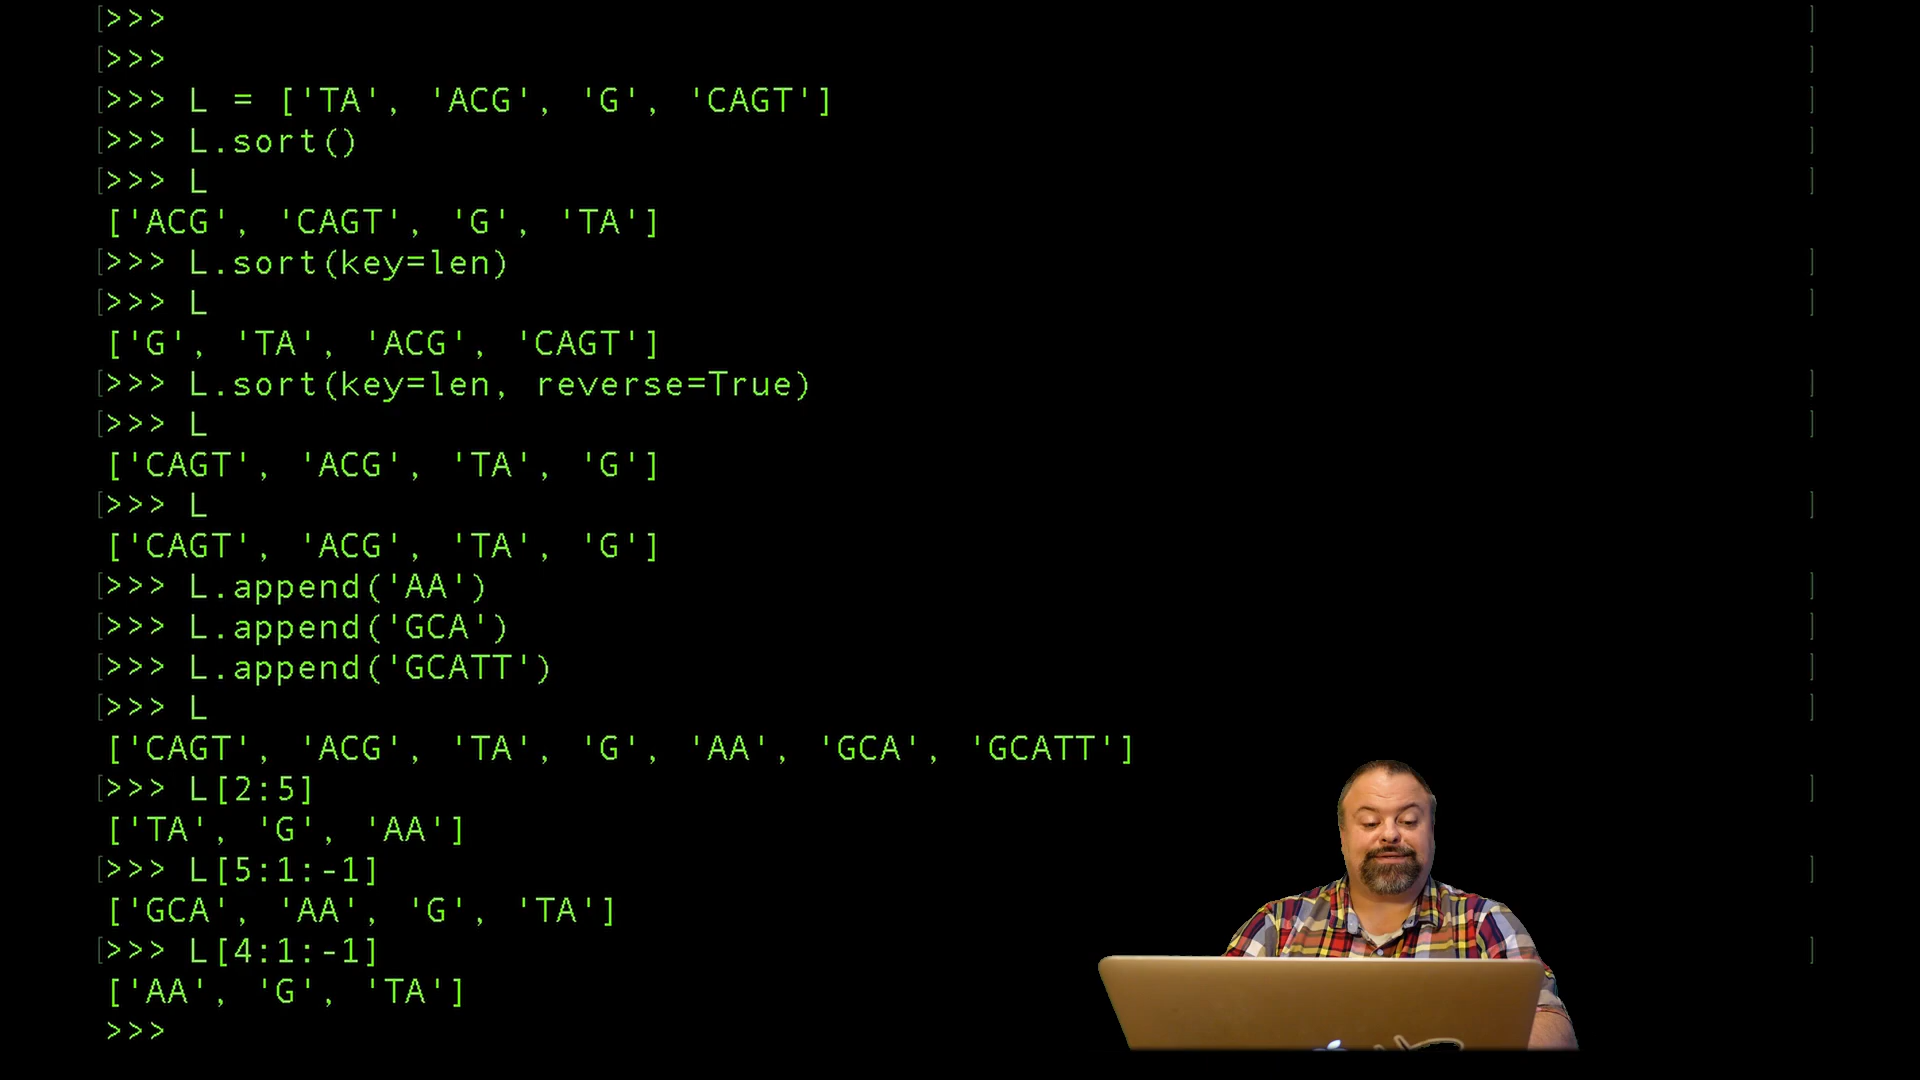 [>>> ]
[>>> ]
[>>> L = ['TA', 'ACG', 'G', 'CAGT'] ]
[>>> L.sort() ]
[>>> L ]
['ACG', 'CAGT', 'G', 'TA']
[>>> L.sort(key=len) ]
[>>> L ]
['G', 'TA', 'ACG', 'CAGT']
[>>> L.sort(key=len, reverse=True) ]
[>>> L ]
['CAGT', 'ACG', 'TA', 'G']
[>>> L ]
['CAGT', 'ACG', 'TA', 'G']
[>>> L.append('AA') ]
[>>> L.append('GCA') ]
[>>> L.append('GCATT') ]
[>>> L ]
['CAGT', 'ACG', 'TA', 'G', 'AA', 'GCA', 'GCATT']
[>>> L[2:5] ]
['TA', 'G', 'AA']
[>>> L[5:1:-1] ]
['GCA', 'AA', 'G', 'TA']
[>>> L[4:1:-1] ]
['AA', 'G', 'TA']
>>>